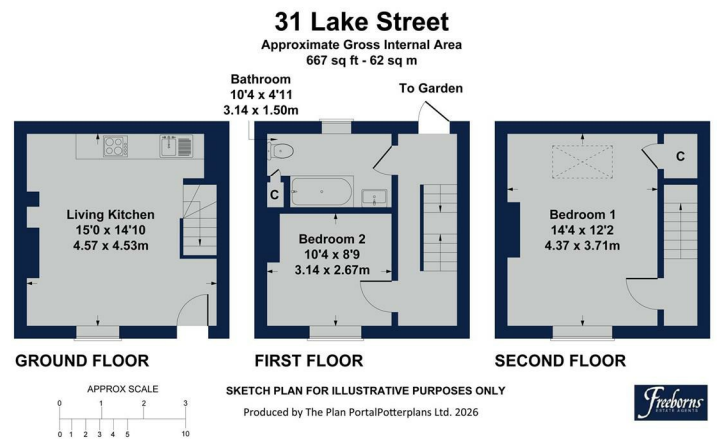 31 Lake Street
Approximate Gross Internal Area
667 sq ft - 62 sq m
Bathroom
10'4 x 4'11
3.14 x 1.50m
To Garden
C
C
Living Kitchen
15'0 x 14'10
4.57 x 4.53m
Bedroom 2
10'4 x 8'9
3.14 x 2.67m
Bedroom 1
14'4 x 12'2
4.37 x 3.71m
GROUND FLOOR
FIRST FLOOR
SECOND FLOOR
APPROX SCALE
0 1 2 3
0 1 2 3 4 5 10
SKETCH PLAN FOR ILLUSTRATIVE PURPOSES ONLY
Produced by The Plan PortalPotterplans Ltd. 2026
Freeborns
ESTATE AGENTS